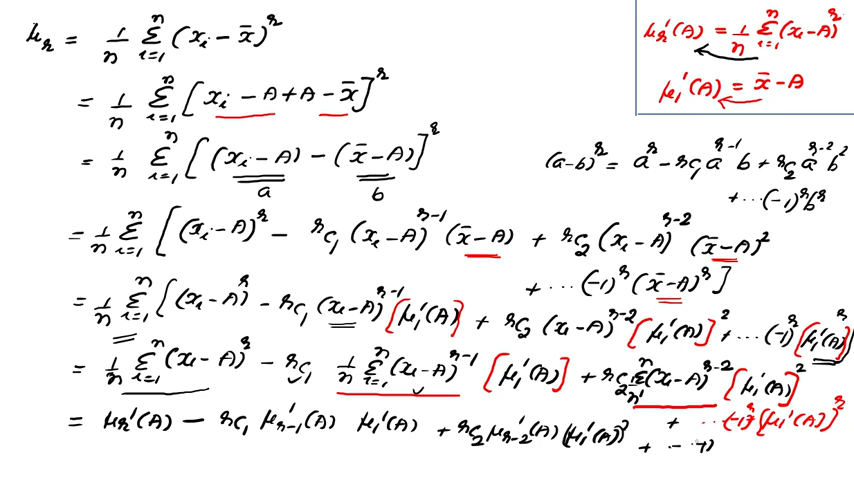 μr = 1/n Σ_{i=1}^{n} (xi − x̄)^r
μr′(A) = 1/n Σ_{i=1}^{n} (xi − A)^r
μ1′(A) = x̄ − A
= 1/n Σ_{i=1}^{n} [xi − A + A − x̄]^r
= 1/n Σ_{i=1}^{n} [(xi − A) − (x̄ − A)]^r
a b
(a−b)^r = a^r − rC1 a^{r−1} b + rC2 a^{r−2} b^2
+ ··· (−1)^r b^r
= 1/n Σ_{i=1}^{n} [(xi − A)^r − rC1 (xi − A)^{r−1} (x̄ − A) + rC2 (xi − A)^{r−2} (x̄ − A)^2
+ ··· (−1)^r (x̄ − A)^r]
= 1/n Σ_{i=1}^{n} [(xi − A)^r − rC1 (xi − A)^{r−1} [μ1′(A)] + rC2 (xi − A)^{r−2} [μ1′(A)]^2 + ··· (−1)^r [μ1′(A)]^r]
= 1/n Σ_{i=1}^{n} (xi − A)^r − rC1 1/n Σ_{i=1}^{n} (xi − A)^{r−1} [μ1′(A)] + rC2 1/n Σ^{n} (xi − A)^{r−2} [μ1′(A)]^2
+ ··· (−1)^r [μ1′(A)]^r
= μr′(A) − rC1 μ′r−1(A) μ1′(A) + rC2 μ′r−2(A) (μ1′(A))^2
+ ···